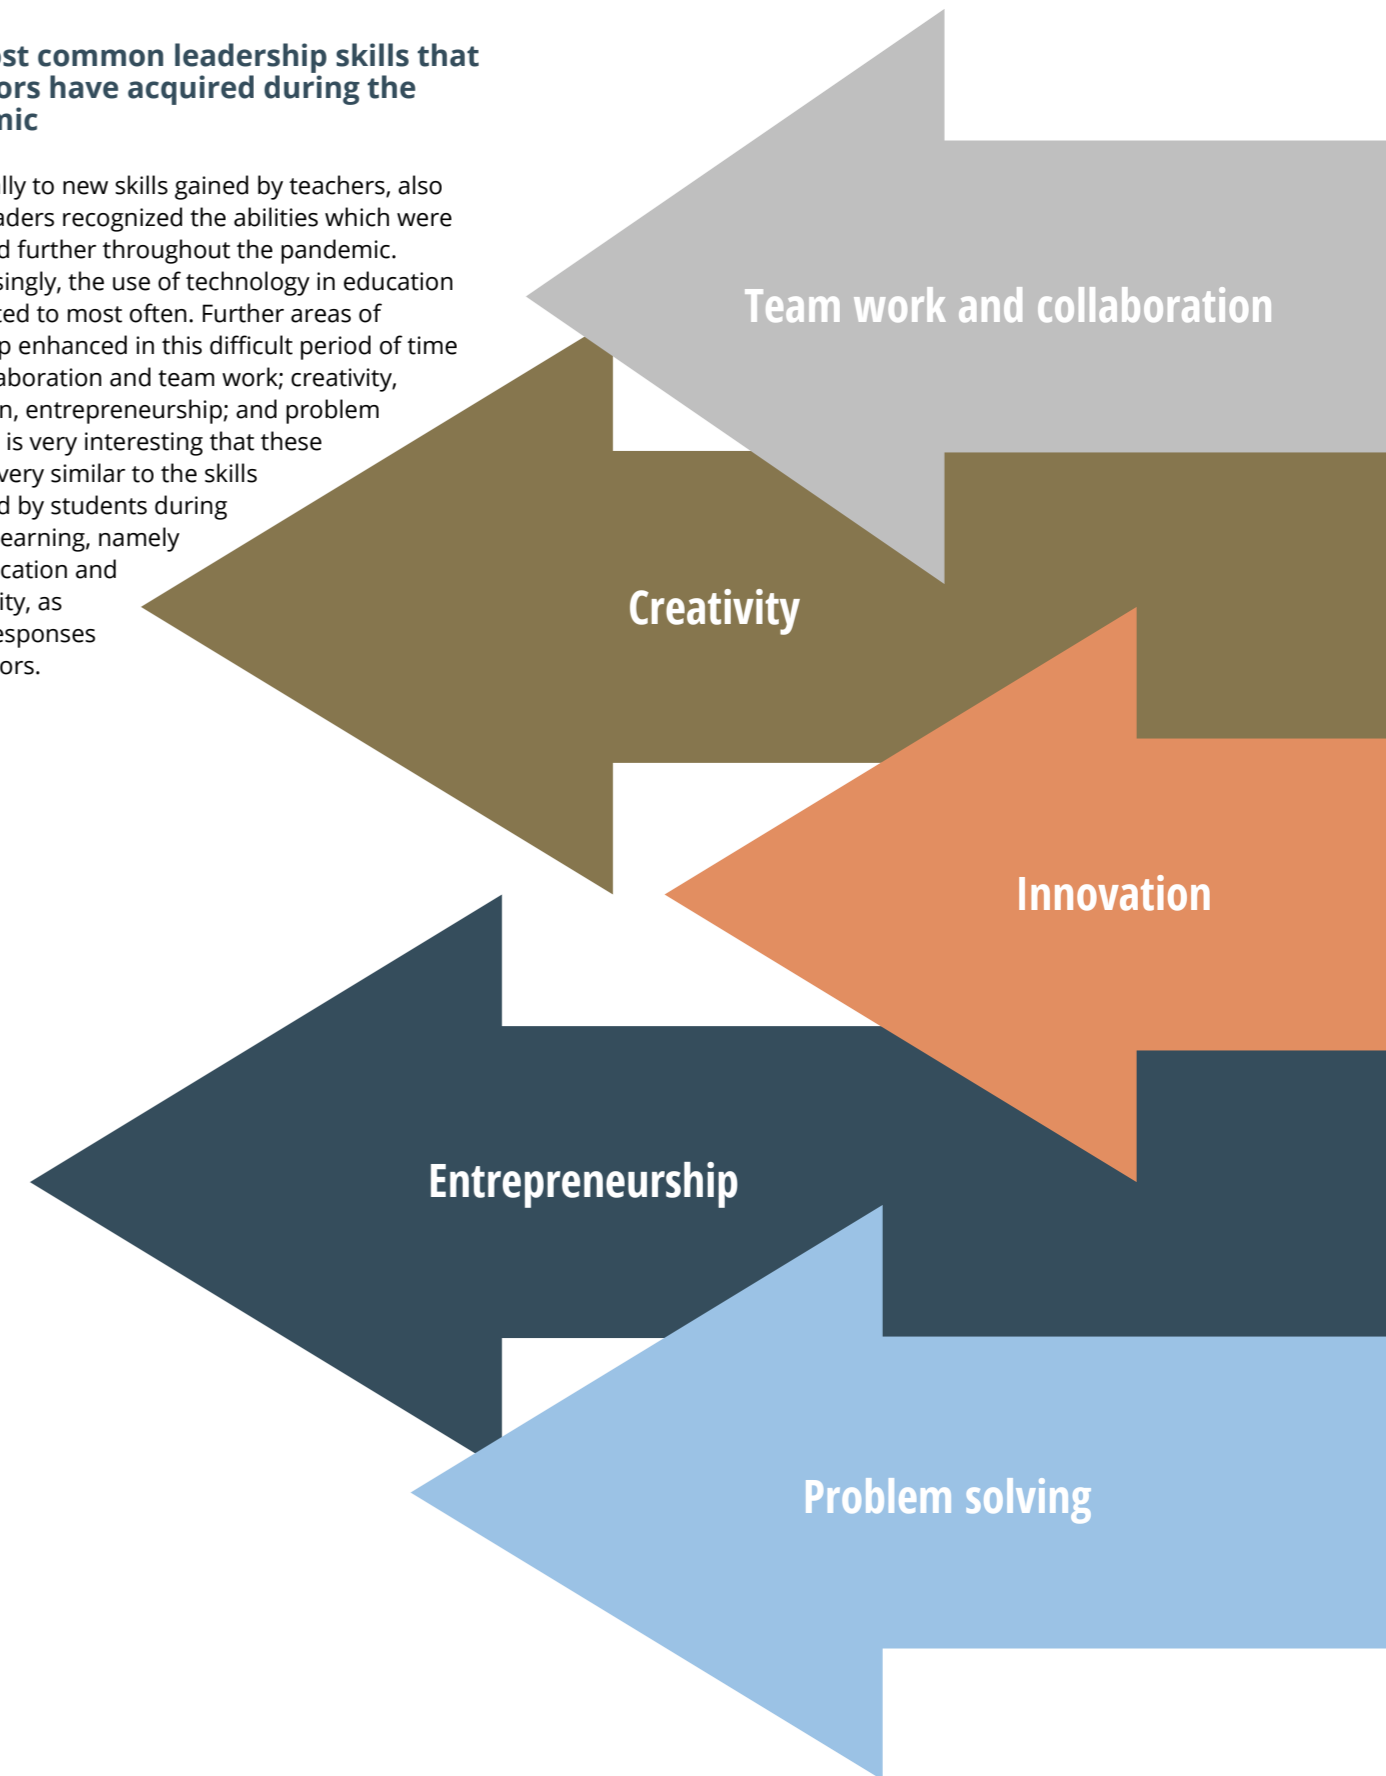 ost common leadership skills that
ors have acquired during the
mic
lly to new skills gained by teachers, also
aders recognized the abilities which were
d further throughout the pandemic.
singly, the use of technology in education
ted to most often. Further areas of
p enhanced in this difficult period of time
aboration and team work; creativity,
n, entrepreneurship; and problem
is very interesting that these
very similar to the skills
d by students during
earning, namely
cation and
ity, as
esponses
ors.
Team work and collaboration
Creativity
Innovation
Entrepreneurship
Problem solving